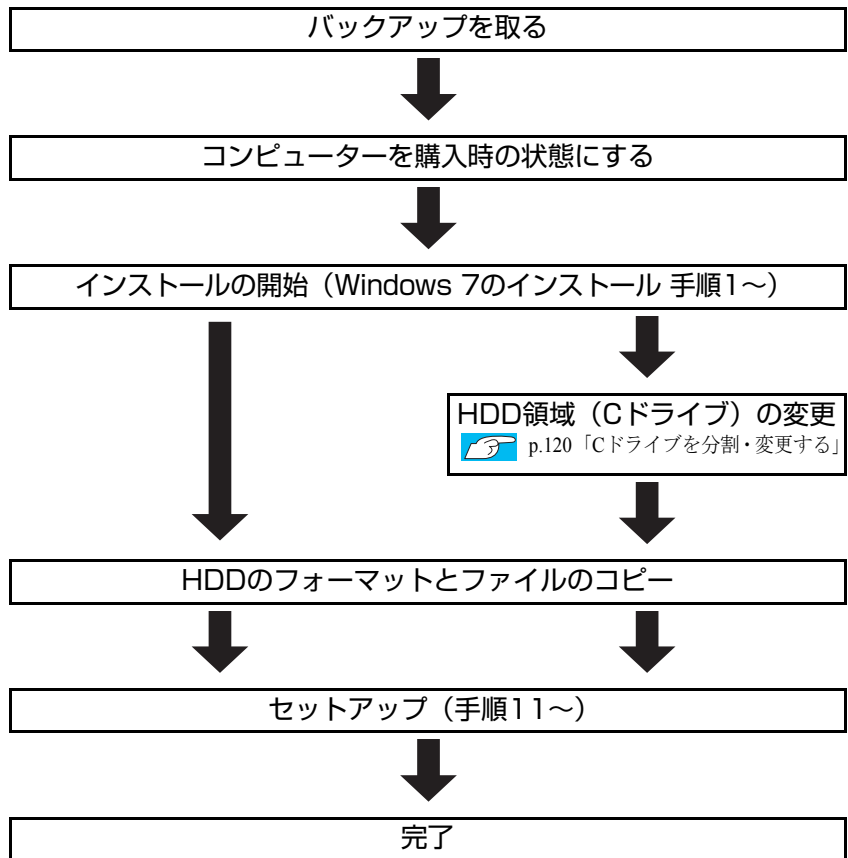 バックアップを取る
コンピューターを購入時の状態にする
インストールの開始（Windows 7のインストール 手順1～）
HDD領域（Cドライブ）の変更
p.120「Cドライブを分割・変更する」
HDDのフォーマットとファイルのコピー
セットアップ（手順11～）
完了